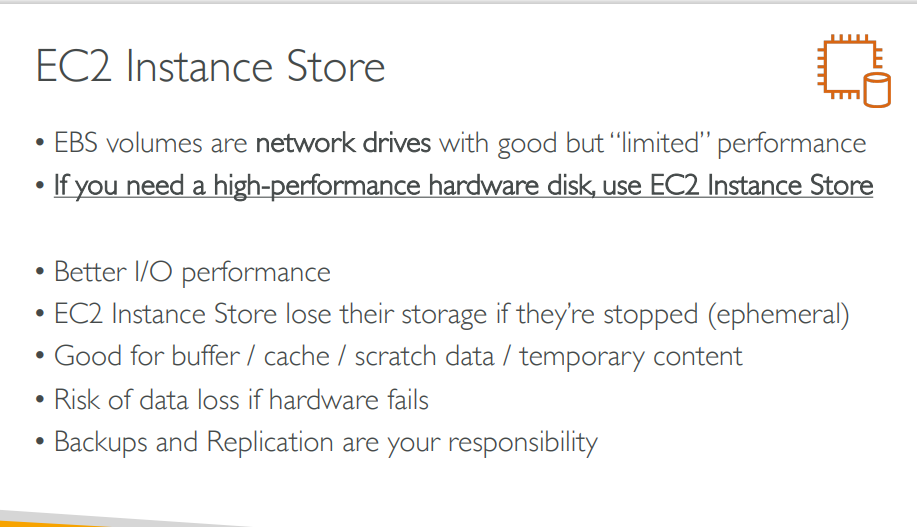 EC2 Instance Store
• EBS volumes are network drives with good but “limited” performance
• If you need a high-performance hardware disk, use EC2 Instance Store
• Better I/O performance
• EC2 Instance Store lose their storage if they’re stopped (ephemeral)
• Good for buffer / cache / scratch data / temporary content
• Risk of data loss if hardware fails
• Backups and Replication are your responsibility